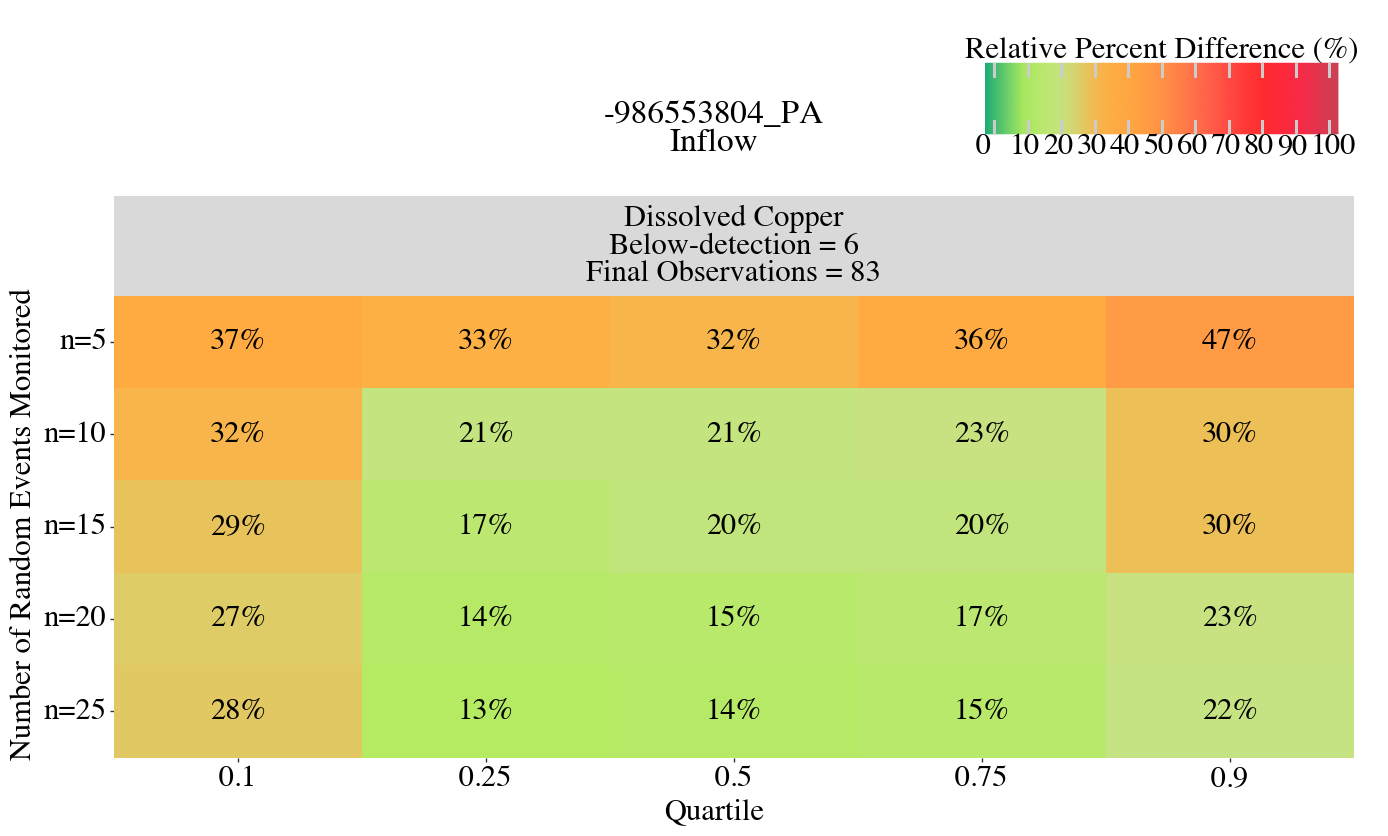 Relative Percent Difference (%)
0 10 20 30 40 50 60 70 80 90 100
-986553804_PA
Inflow
Dissolved Copper
Below-detection = 6
Final Observations = 83
Number of Random Events Monitored
n=5 37% 33% 32% 36% 47%
n=10 32% 21% 21% 23% 30%
n=15 29% 17% 20% 20% 30%
n=20 27% 14% 15% 17% 23%
n=25 28% 13% 14% 15% 22%
0.1 0.25 0.5 0.75 0.9
Quartile